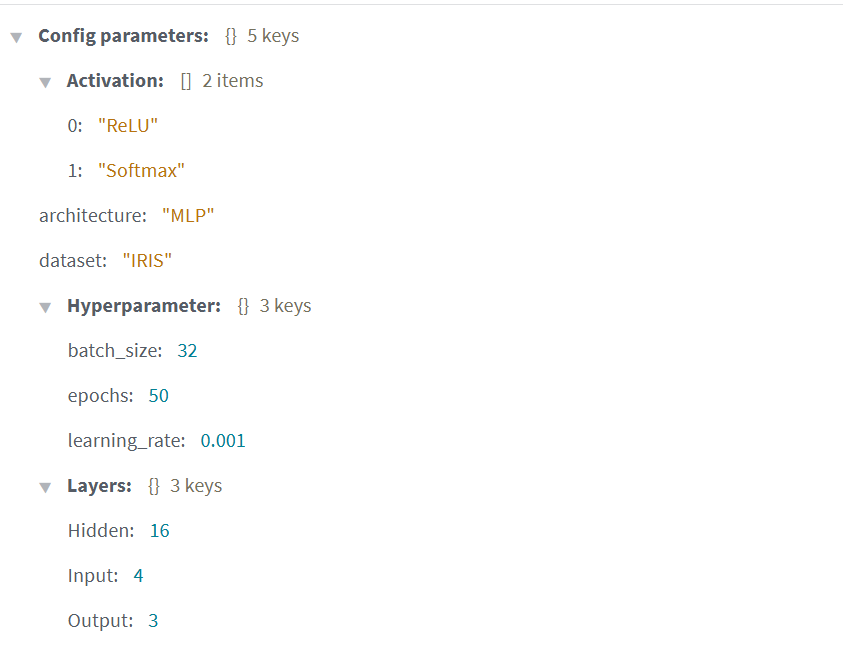 Config parameters: {} 5 keys
Activation: [] 2 items
0: "ReLU"
1: "Softmax"
architecture: "MLP"
dataset: "IRIS"
Hyperparameter: {} 3 keys
batch_size: 32
epochs: 50
learning_rate: 0.001
Layers: {} 3 keys
Hidden: 16
Input: 4
Output: 3